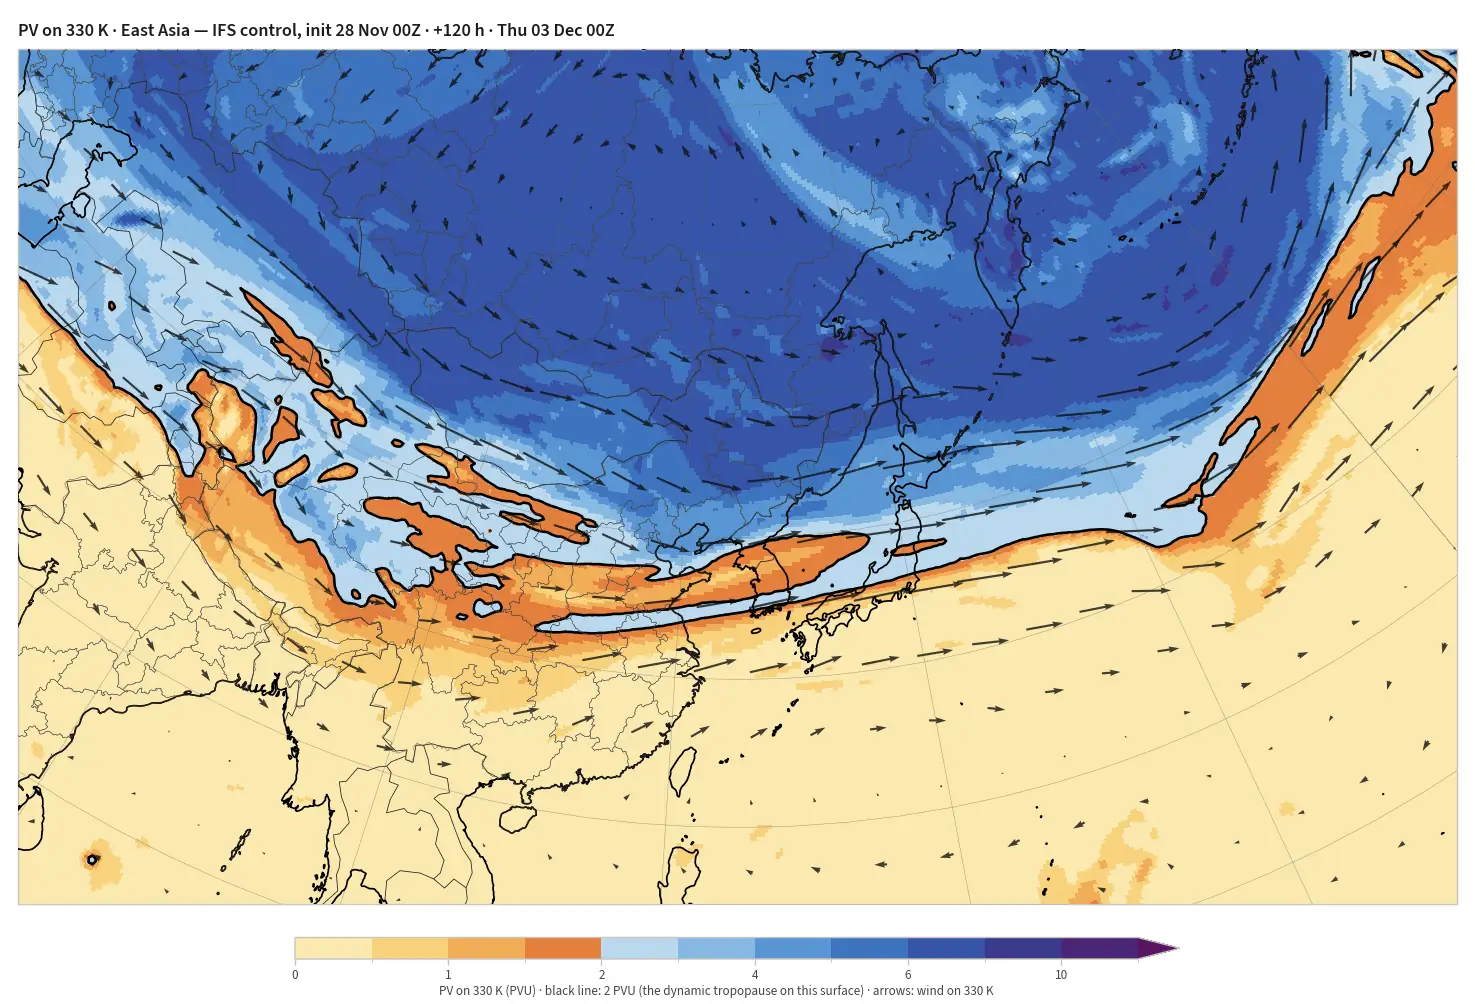 PV on 330 K · East Asia — IFS control, init 28 Nov 00Z · +120 h · Thu 03 Dec 00Z
0 1 2 4 6 10
PV on 330 K (PVU) · black line: 2 PVU (the dynamic tropopause on this surface) · arrows: wind on 330 K